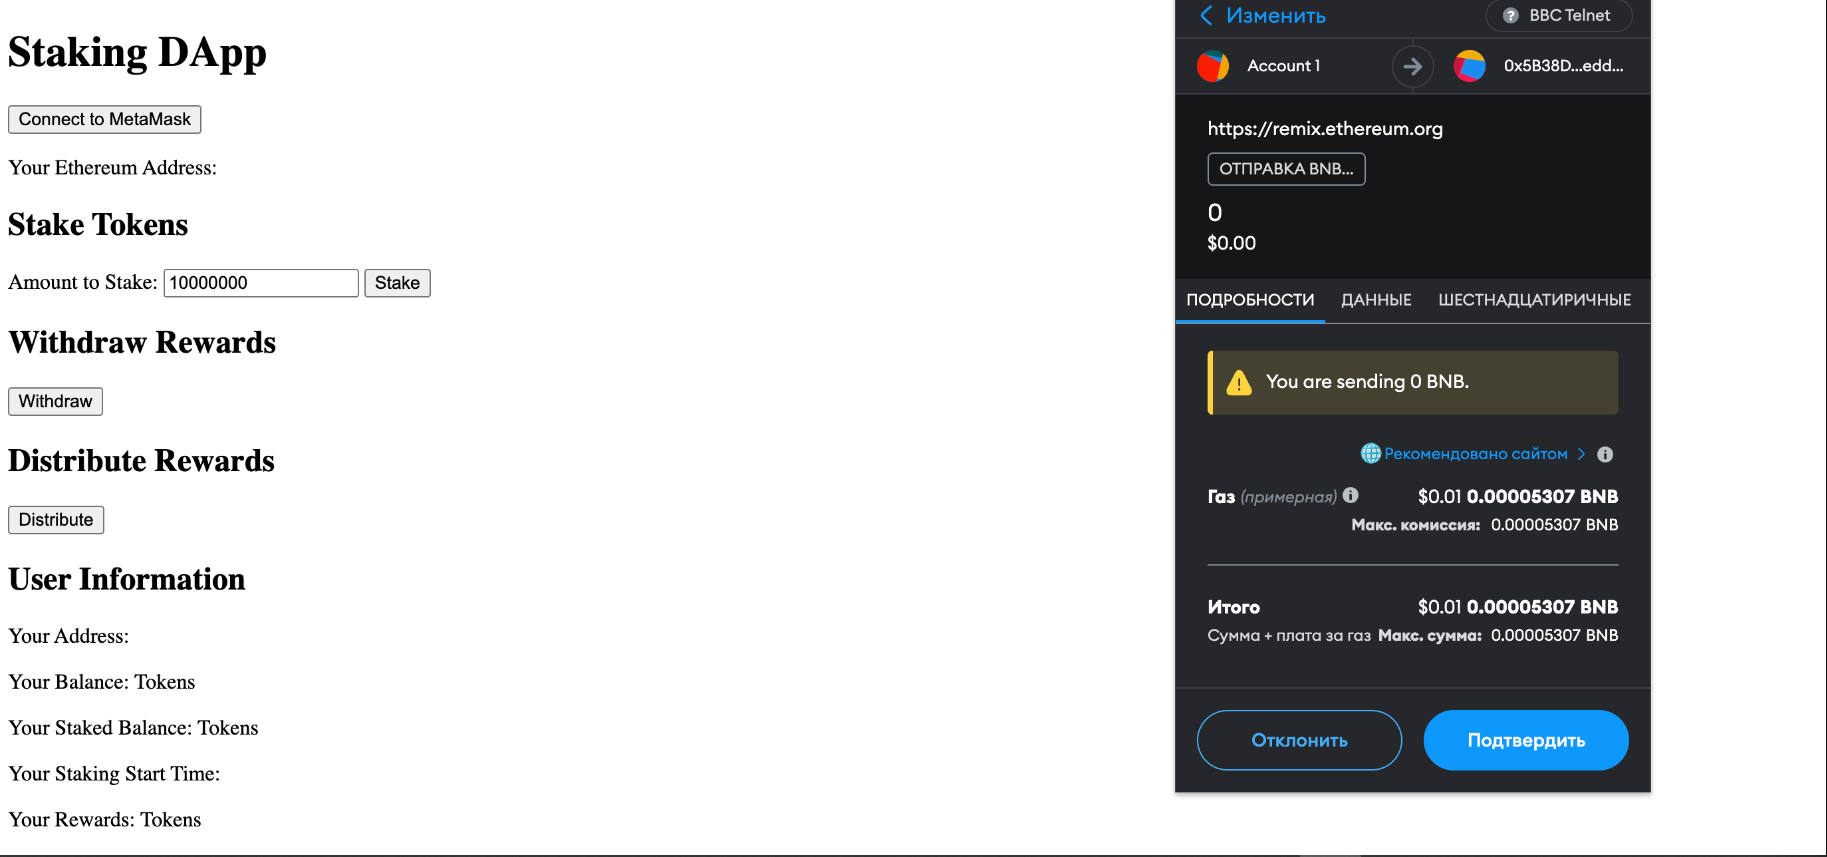 Staking DApp
Connect to MetaMask
Your Ethereum Address:
Stake Tokens
Amount to Stake: 10000000 Stake
Withdraw Rewards
Withdraw
Distribute Rewards
Distribute
User Information
Your Address:
Your Balance: Tokens
Your Staked Balance: Tokens
Your Staking Start Time:
Your Rewards: Tokens
Изменить ? BBC Telnet
Account 1 0x5B38D...edd...
https://remix.ethereum.org
ОТПРАВКА BNB...
0
$0.00
ПОДРОБНОСТИ ДАННЫЕ ШЕСТНАДЦАТИРИЧНЫЕ
You are sending 0 BNB.
Рекомендовано сайтом
Газ (примерная) $0.01 0.00005307 BNB
Макс. комиссия: 0.00005307 BNB
Итого $0.01 0.00005307 BNB
Сумма + плата за газ Макс. сумма: 0.00005307 BNB
Отклонить Подтвердить